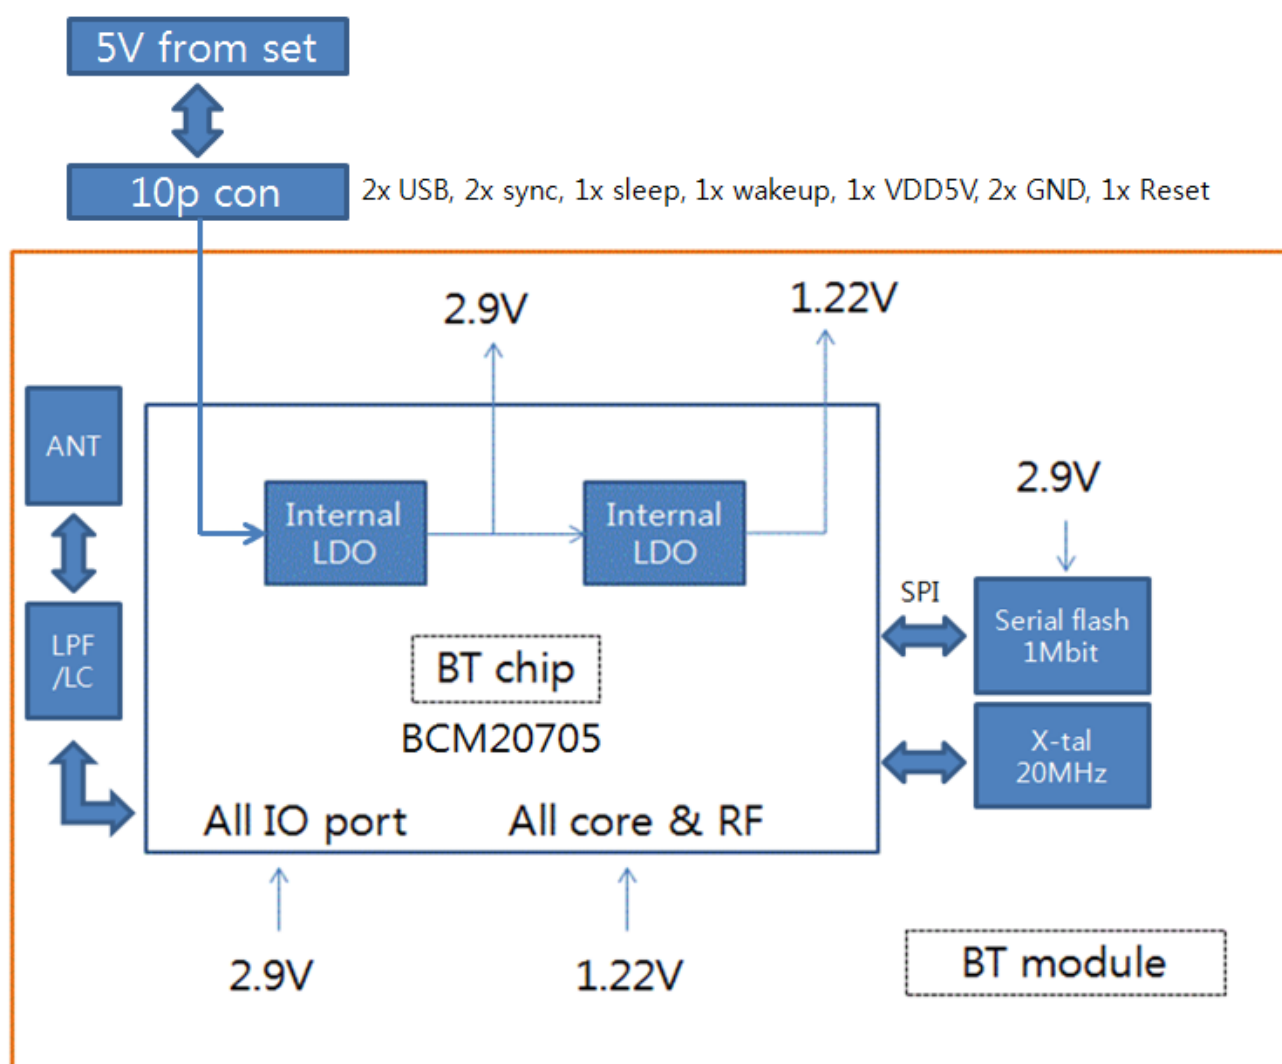 5V from set
10p con
2x USB, 2x sync, 1x sleep, 1x wakeup, 1x VDD5V, 2x GND, 1x Reset
2.9V
1.22V
ANT
Internal
LDO
Internal
LDO
2.9V
LPF
/LC
SPI
Serial flash
1Mbit
BT chip
BCM20705
X-tal
20MHz
All IO port
All core & RF
2.9V
1.22V
BT module